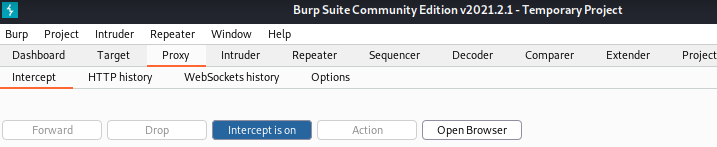 Burp Suite Community Edition v2021.2.1 - Temporary Project
Burp Project Intruder Repeater Window Help
Dashboard Target Proxy Intruder Repeater Sequencer Decoder Comparer Extender Project
Intercept HTTP history WebSockets history Options
Forward Drop Intercept is on Action Open Browser